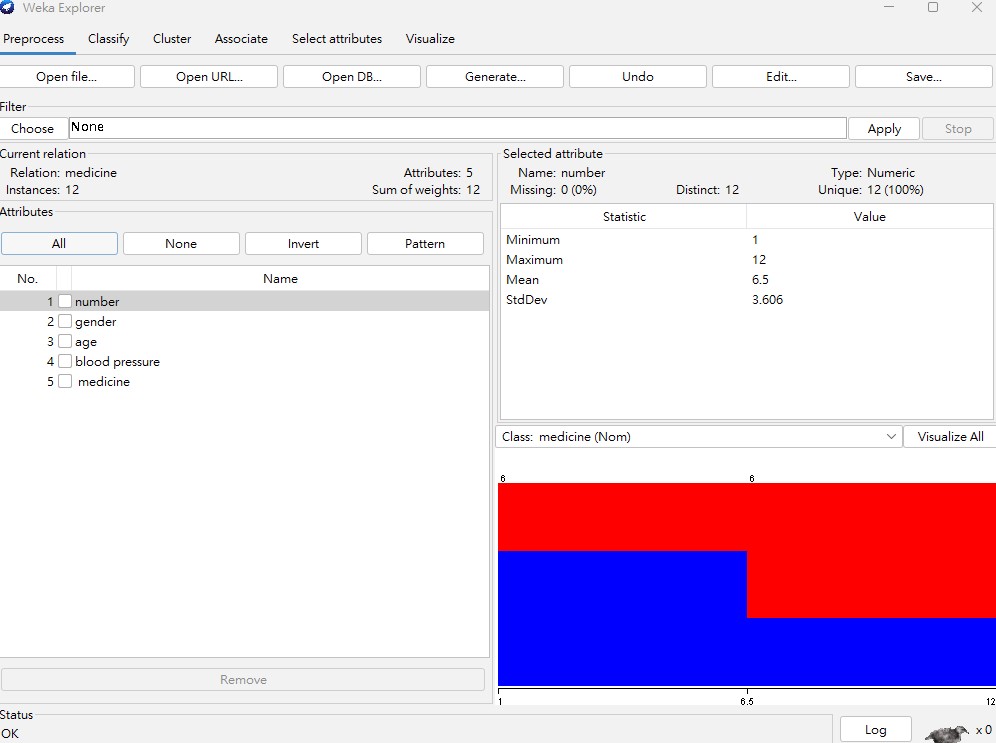 Weka Explorer
Preprocess Classify Cluster Associate Select attributes Visualize
Open file... Open URL... Open DB... Generate... Undo Edit... Save...
Filter
Choose None Apply Stop
Current relation
Relation: medicine Attributes: 5
Instances: 12 Sum of weights: 12
Attributes
All None Invert Pattern
No. Name
1 number
2 gender
3 age
4 blood pressure
5 medicine
Remove
Selected attribute
Name: number Type: Numeric
Missing: 0 (0%) Distinct: 12 Unique: 12 (100%)
Statistic Value
Minimum 1
Maximum 12
Mean 6.5
StdDev 3.606
Class: medicine (Nom) Visualize All
6 6
1 6.5 12
Status
OK
Log x 0